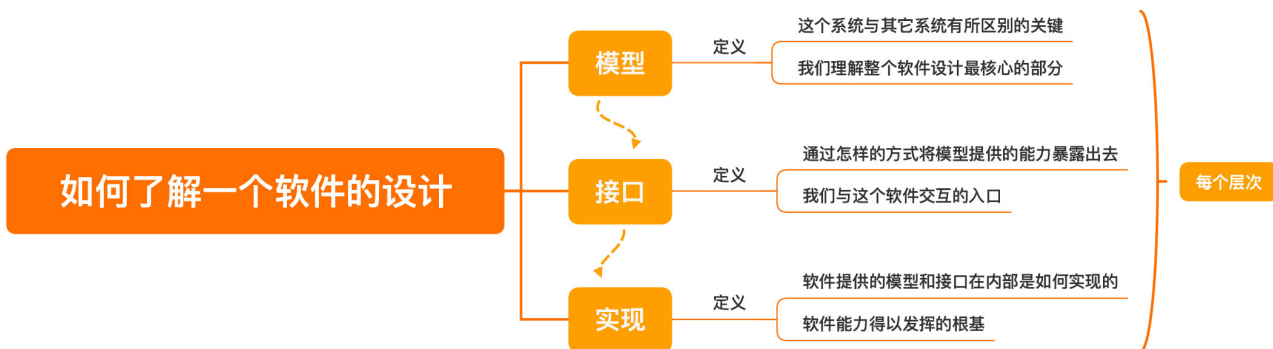 如何了解一个软件的设计
模型
定义
这个系统与其它系统有所区别的关键
我们理解整个软件设计最核心的部分
接口
定义
通过怎样的方式将模型提供的能力暴露出去
我们与这个软件交互的入口
实现
定义
软件提供的模型和接口在内部是如何实现的
软件能力得以发挥的根基
每个层次